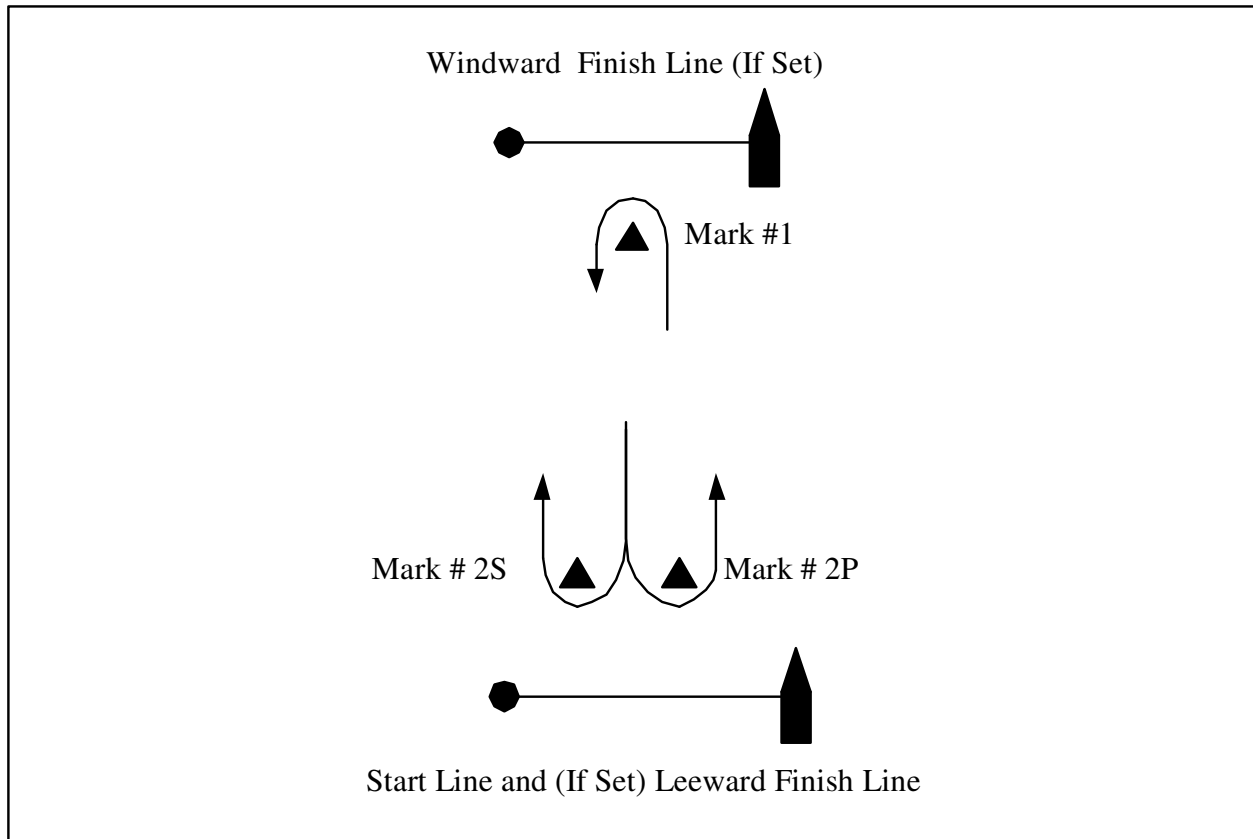 Windward  Finish Line (If Set)
Mark #1
Mark # 2S
Mark # 2P
Start Line and (If Set) Leeward Finish Line